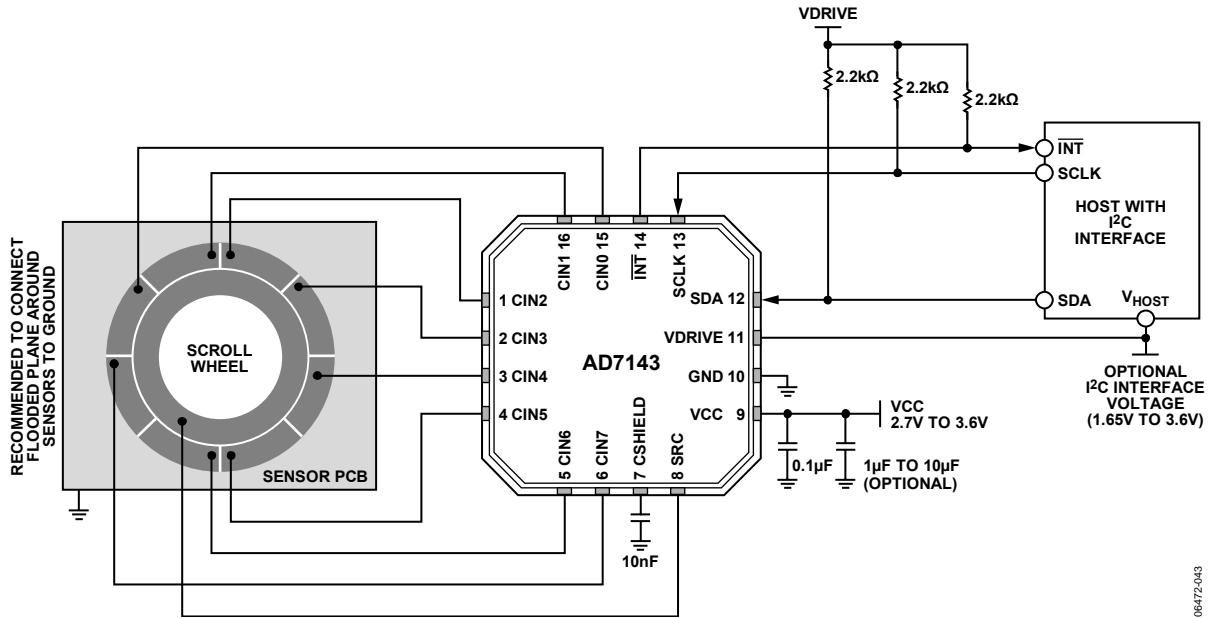 VDRIVE
2.2kΩ
2.2kΩ
2.2kΩ
INT
SCLK
HOST WITH
I²C
INTERFACE
SDA
VHOST
OPTIONAL
I²C INTERFACE
VOLTAGE
(1.65V TO 3.6V)
RECOMMENDED TO CONNECT
FLOODED PLANE AROUND
SENSORS TO GROUND
SCROLL
WHEEL
SENSOR PCB
CIN1 16
CIN0 15
INT 14
SCLK 13
1 CIN2
2 CIN3
3 CIN4
4 CIN5
AD7143
SDA 12
VDRIVE 11
GND 10
VCC 9
5 CIN6
6 CIN7
7 CSHIELD
8 SRC
10nF
0.1µF
1µF TO 10µF
(OPTIONAL)
VCC
2.7V TO 3.6V
06472-043